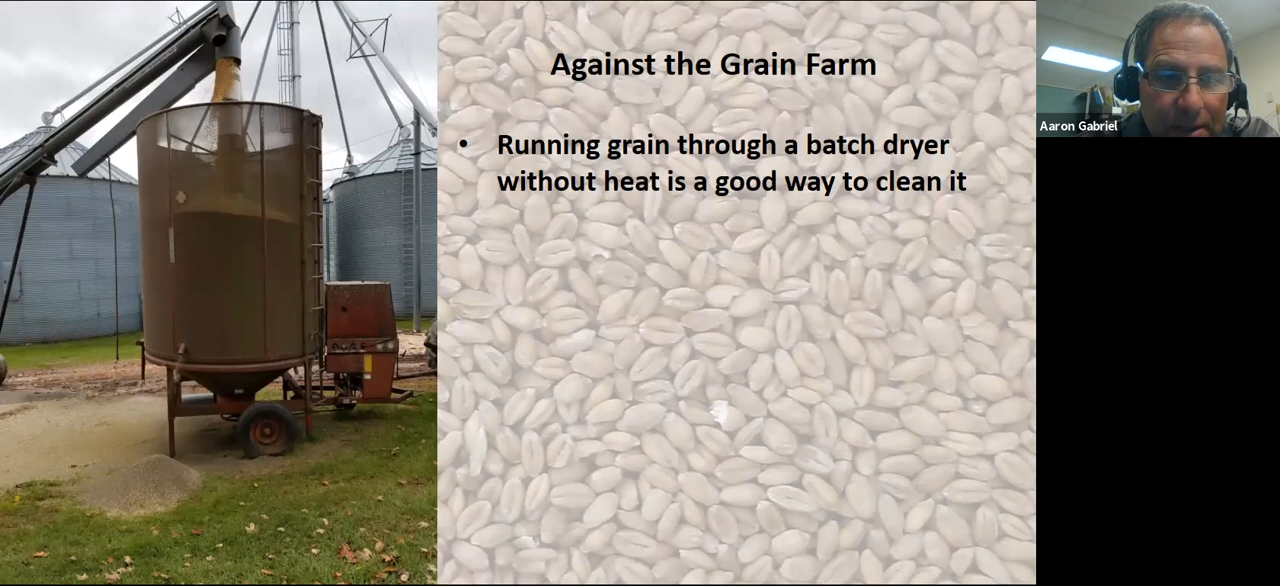 Against the Grain Farm
• Running grain through a batch dryer
without heat is a good way to clean it
Aaron Gabriel